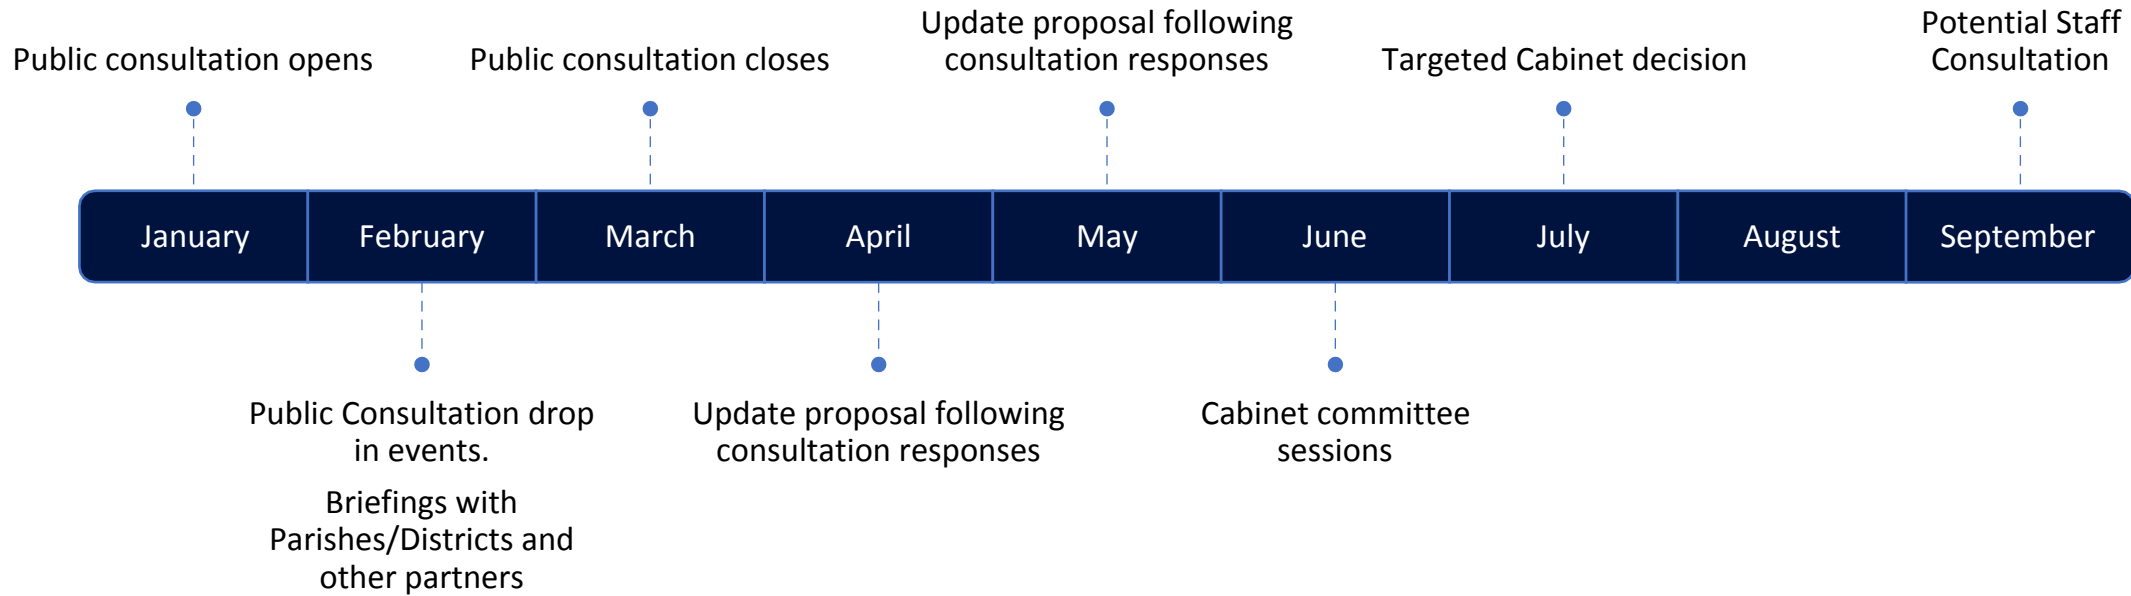 Public consultation opens
Public consultation closes
Update proposal following
consultation responses
Targeted Cabinet decision
Potential Staff
Consultation
January
February
March
April
May
June
July
August
September
Public Consultation drop
in events.
Briefings with
Parishes/Districts and
other partners
Update proposal following
consultation responses
Cabinet committee
sessions